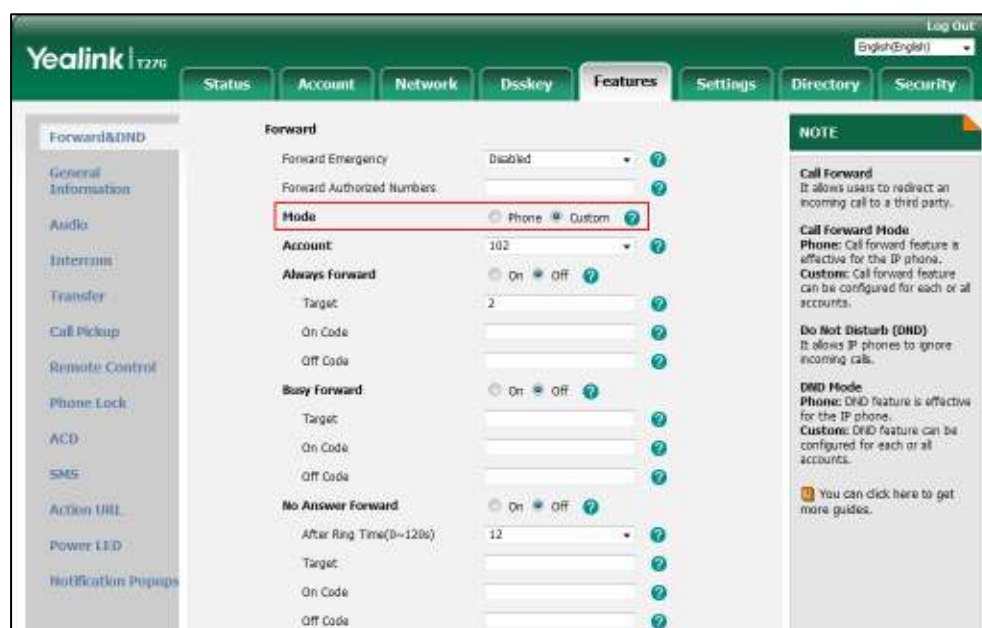 Log Out
English(English)
Yealink T27G
Status Account Network Dsskey Features Settings Directory Security
Forward&DND
General
Information
Audio
Intercom
Transfer
Call Pickup
Remote Control
Phone Lock
ACD
SMS
Action URL
Power LED
Notification Popups
Forward
Forward Emergency Disabled
Forward Authorized Numbers
Mode Phone Custom
Account 102
Always Forward On Off
Target 2
On Code
Off Code
Busy Forward On Off
Target
On Code
Off Code
No Answer Forward On Off
After Ring Time(0~120s) 12
Target
On Code
Off Code
NOTE
Call Forward
It allows users to redirect an
incoming call to a third party.
Call Forward Mode
Phone: Call forward feature is
effective for the IP phone.
Custom: Call forward feature
can be configured for each or all
accounts.
Do Not Disturb (DND)
It allows IP phones to ignore
incoming calls.
DND Mode
Phone: DND feature is effective
for the IP phone.
Custom: DND feature can be
configured for each or all
accounts.
You can click here to get
more guides.